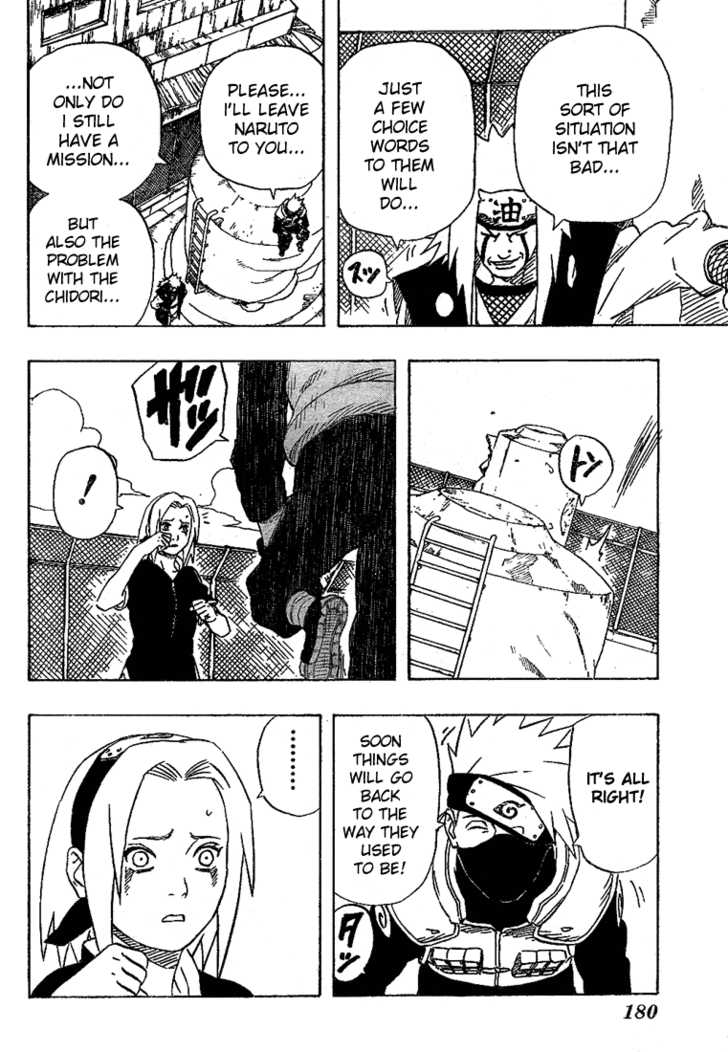 THIS
SORT OF
SITUATION
ISN'T THAT
BAD...
JUST
A FEW
CHOICE
WORDS
TO THEM
WILL
DO...
油
スッ
PLEASE...
I'LL LEAVE
NARUTO
TO YOU...
...NOT
ONLY DO
I STILL
HAVE A
MISSION...
BUT
ALSO THE
PROBLEM
WITH THE
CHIDORI...
トン
ザッ
!
IT'S ALL
RIGHT!
SOON
THINGS
WILL GO
BACK
TO THE
WAY THEY
USED
TO BE!
タッ
.........
180